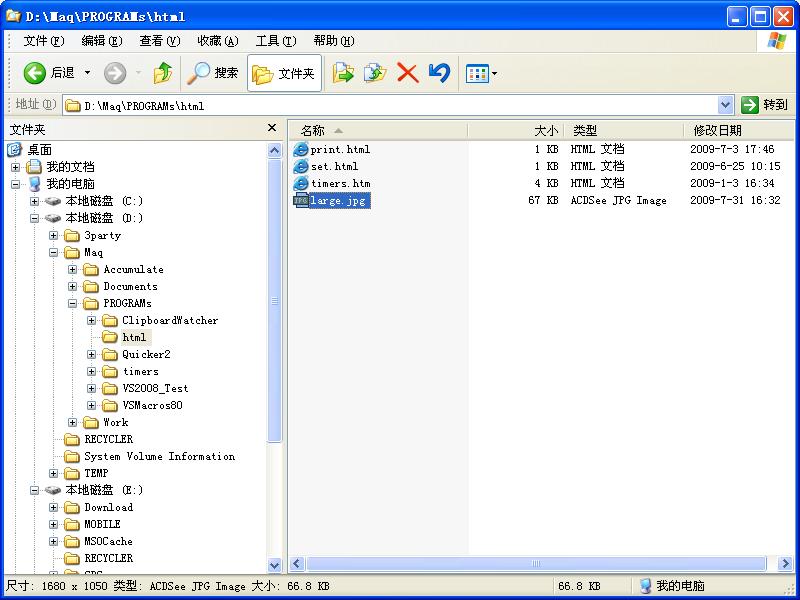 D:\Maq\PROGRAMs\html
文件(F) 编辑(E) 查看(V) 收藏(A) 工具(T) 帮助(H)
后退 搜索 文件夹
地址(D) D:\Maq\PROGRAMs\html 转到
文件夹
名称 大小 类型 修改日期
print.html 1 KB HTML 文档 2009-7-3 17:46
set.html 1 KB HTML 文档 2009-6-25 10:15
timers.htm 4 KB HTML 文档 2009-1-3 16:34
JPG large.jpg 67 KB ACDSee JPG Image 2009-7-31 16:32
桌面
我的文档
我的电脑
本地磁盘 (C:)
本地磁盘 (D:)
3party
Maq
Accumulate
Documents
PROGRAMs
ClipboardWatcher
html
Quicker2
timers
VS2008_Test
VSMacros80
Work
RECYCLER
System Volume Information
TEMP
本地磁盘 (E:)
Download
MOBILE
MSOCache
RECYCLER
尺寸: 1680 x 1050 类型: ACDSee JPG Image 大小: 66.8 KB 66.8 KB 我的电脑